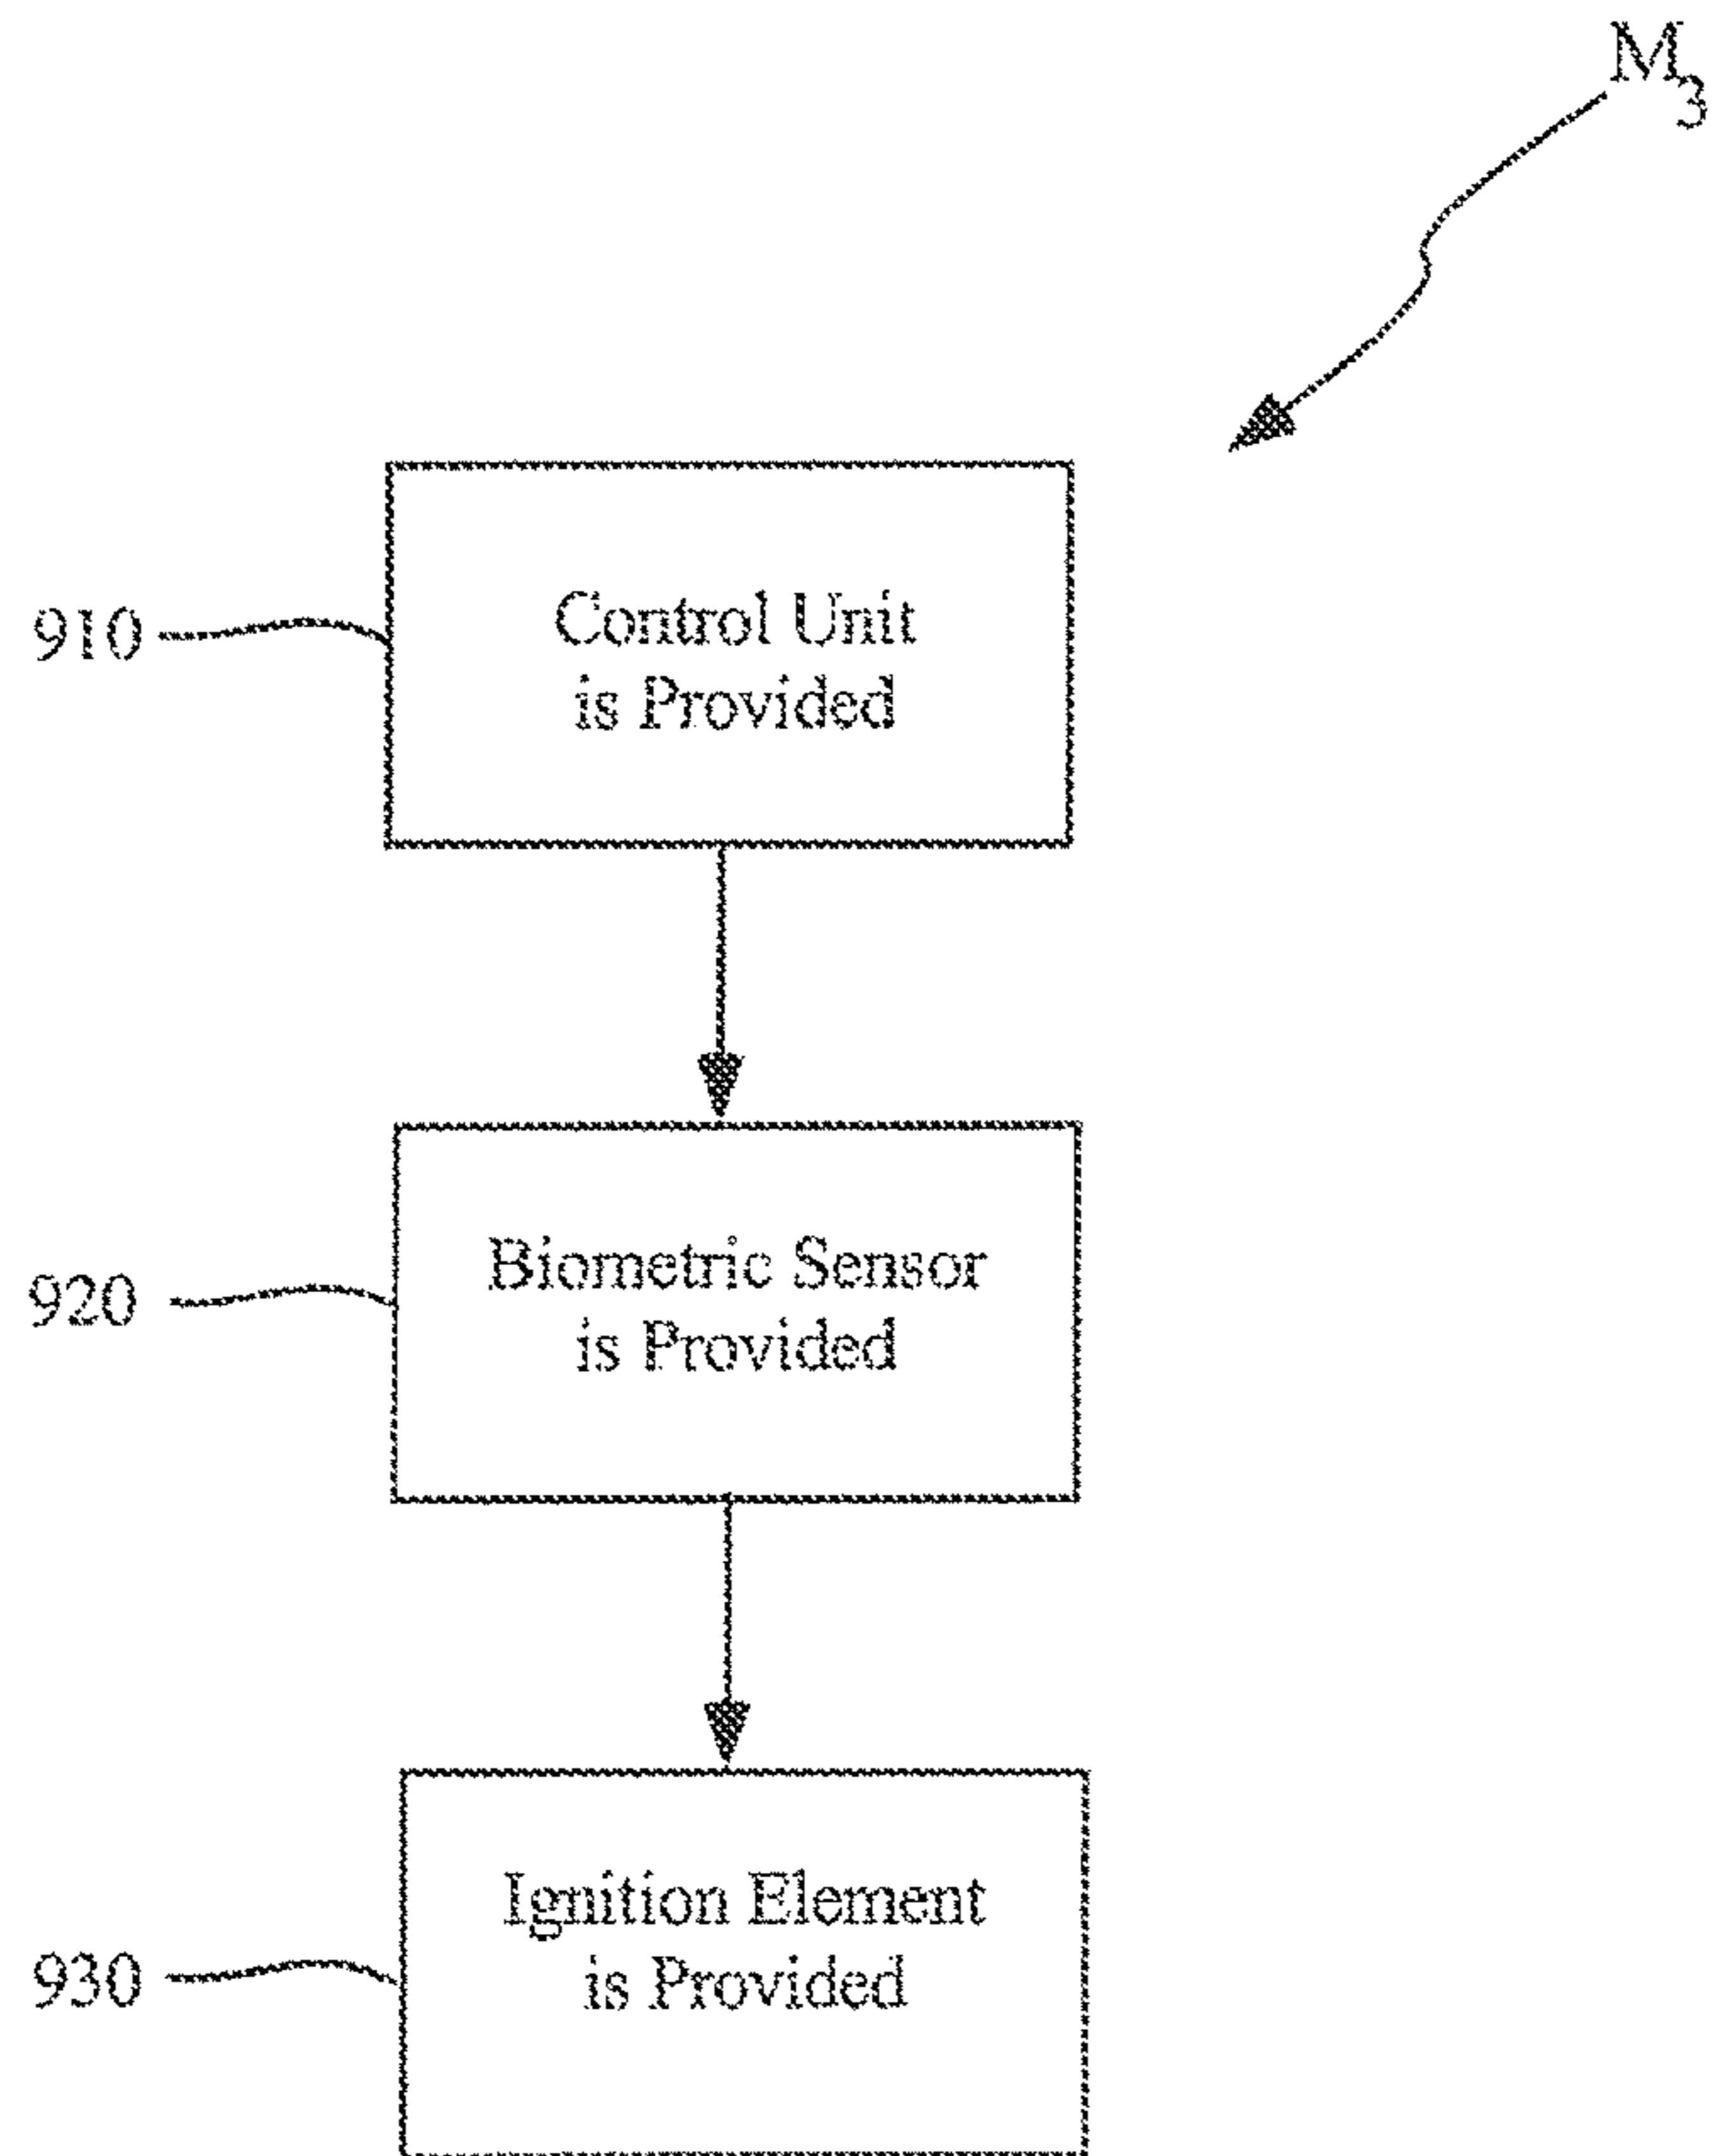 M3
910
Control Unit
is Provided
920
Biometric Sensor
is Provided
930
Ignition Element
is Provided